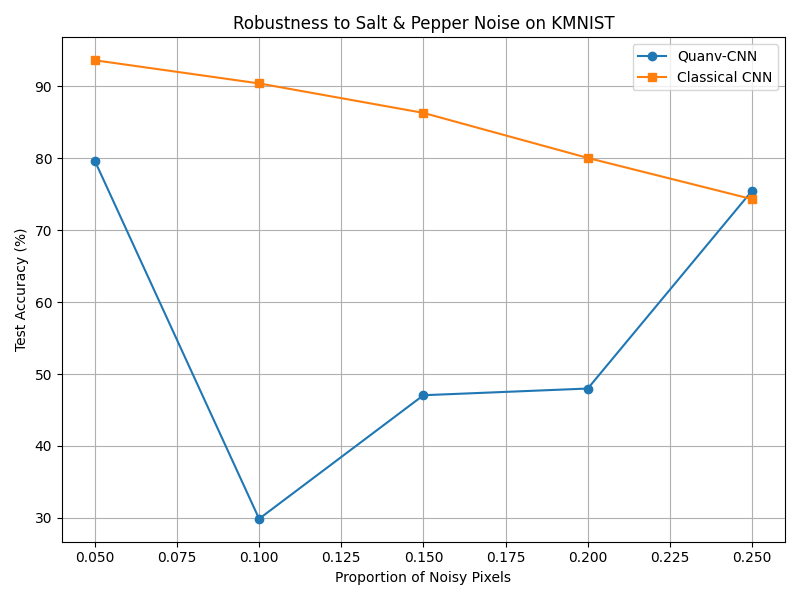 Robustness to Salt & Pepper Noise on KMNIST
Quanv-CNN
Classical CNN
Test Accuracy (%)
90
80
70
60
50
40
30
0.050 0.075 0.100 0.125 0.150 0.175 0.200 0.225 0.250
Proportion of Noisy Pixels